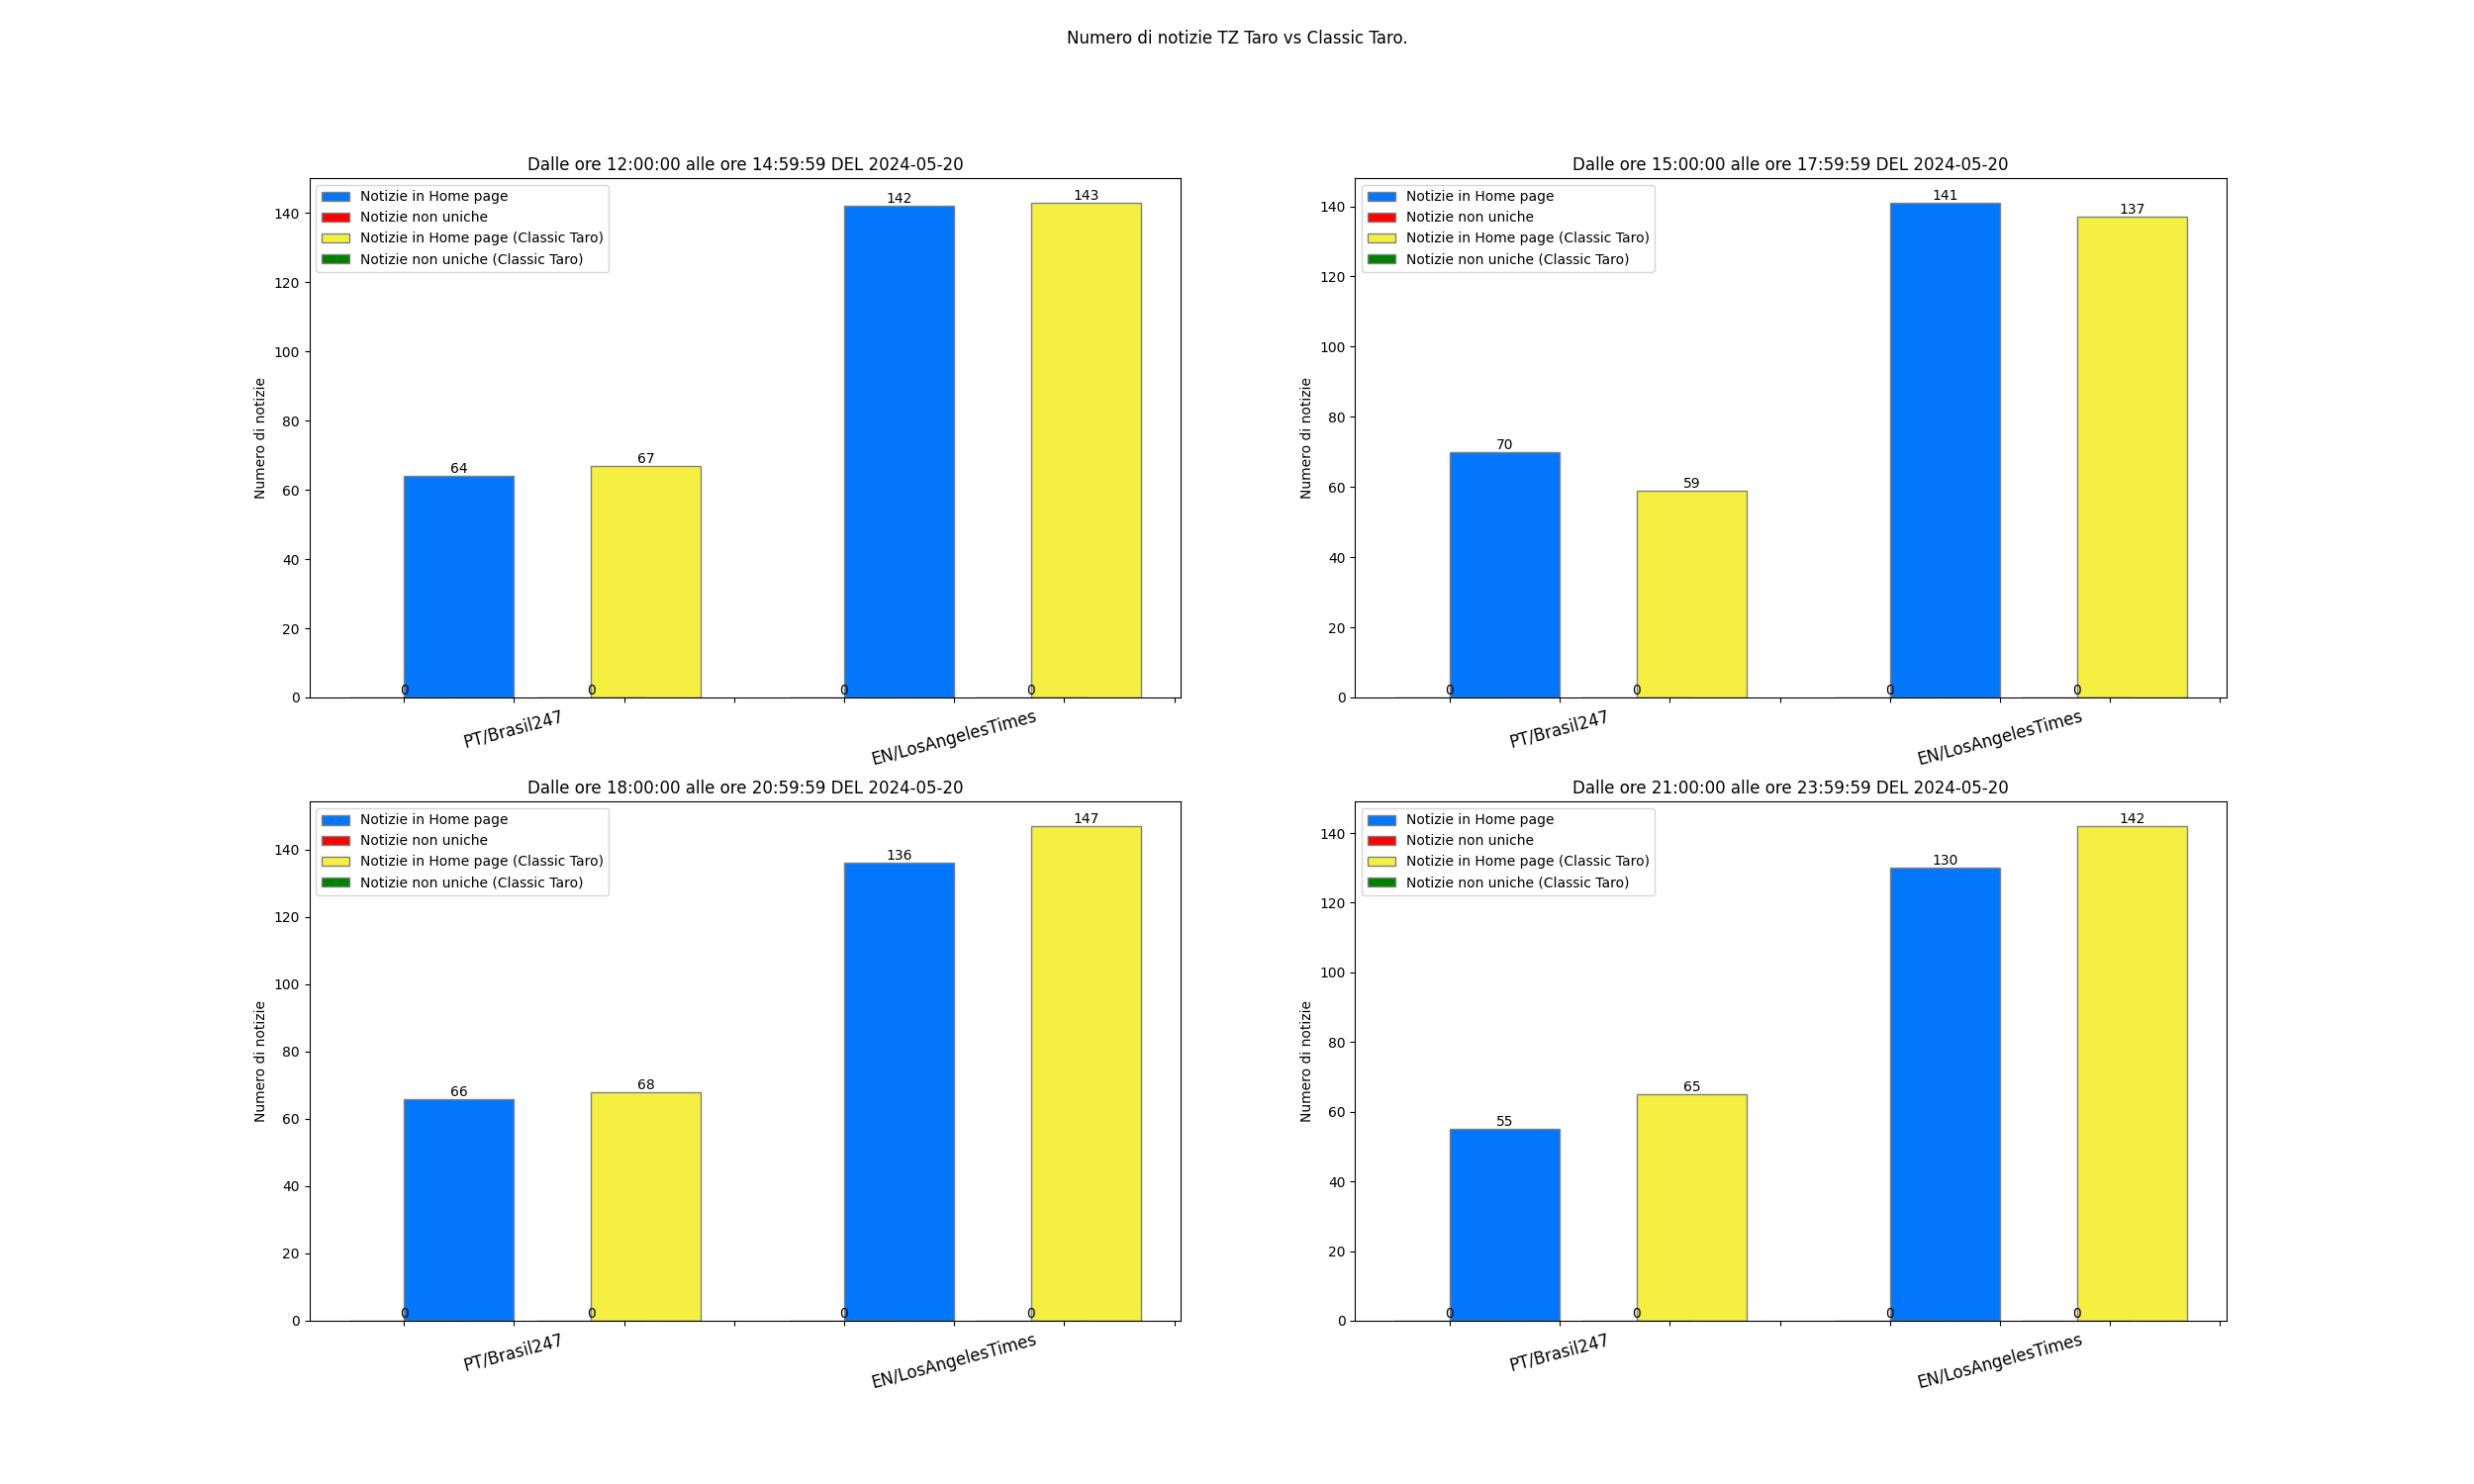 Numero di notizie TZ Taro vs Classic Taro.
Dalle ore 12:00:00 alle ore 14:59:59 DEL 2024-05-20
Notizie in Home page
Notizie non uniche
Notizie in Home page (Classic Taro)
Notizie non uniche (Classic Taro)
Numero di notizie
140
120
100
80
60
40
20
0
64
67
142
143
0
0
0
0
PT/Brasil247
EN/LosAngelesTimes
Dalle ore 15:00:00 alle ore 17:59:59 DEL 2024-05-20
Notizie in Home page
Notizie non uniche
Notizie in Home page (Classic Taro)
Notizie non uniche (Classic Taro)
Numero di notizie
140
120
100
80
60
40
20
0
70
59
141
137
0
0
0
0
PT/Brasil247
EN/LosAngelesTimes
Dalle ore 18:00:00 alle ore 20:59:59 DEL 2024-05-20
Notizie in Home page
Notizie non uniche
Notizie in Home page (Classic Taro)
Notizie non uniche (Classic Taro)
Numero di notizie
140
120
100
80
60
40
20
0
66
68
136
147
0
0
0
0
PT/Brasil247
EN/LosAngelesTimes
Dalle ore 21:00:00 alle ore 23:59:59 DEL 2024-05-20
Notizie in Home page
Notizie non uniche
Notizie in Home page (Classic Taro)
Notizie non uniche (Classic Taro)
Numero di notizie
140
120
100
80
60
40
20
0
55
65
130
142
0
0
0
0
PT/Brasil247
EN/LosAngelesTimes